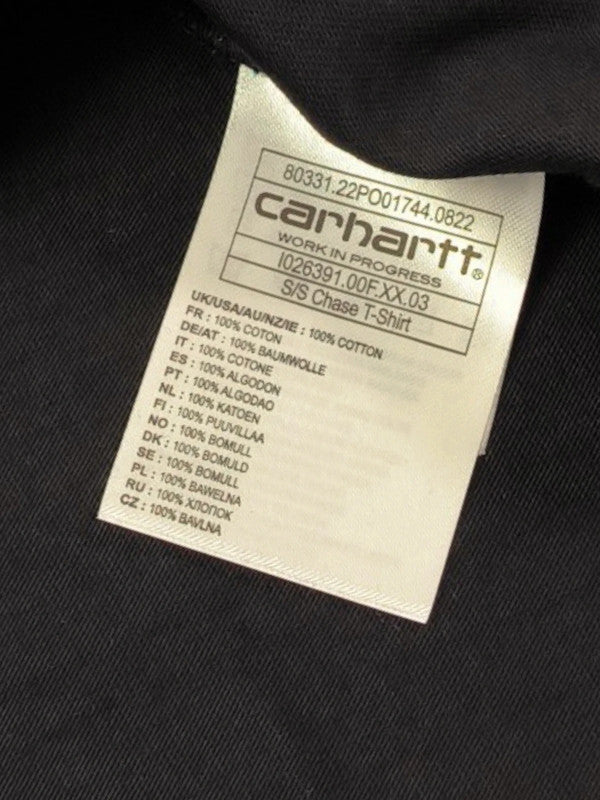 80331.22PO01744.0822
carhartt®
WORK IN PROGRESS
I026391.00F.XX.03
S/S Chase T-Shirt
UK/USA/AU/NZ/IE : 100% COTTON
FR : 100% COTON
DE/AT : 100% BAUMWOLLE
IT : 100% COTONE
ES : 100% ALGODON
PT : 100% ALGODAO
NL : 100% KATOEN
FI : 100% PUUVILLAA
NO : 100% BOMULL
DK : 100% BOMULD
SE : 100% BOMULL
PL : 100% BAWEŁNA
RU : 100% ХЛОПОК
CZ : 100% BAVLNA